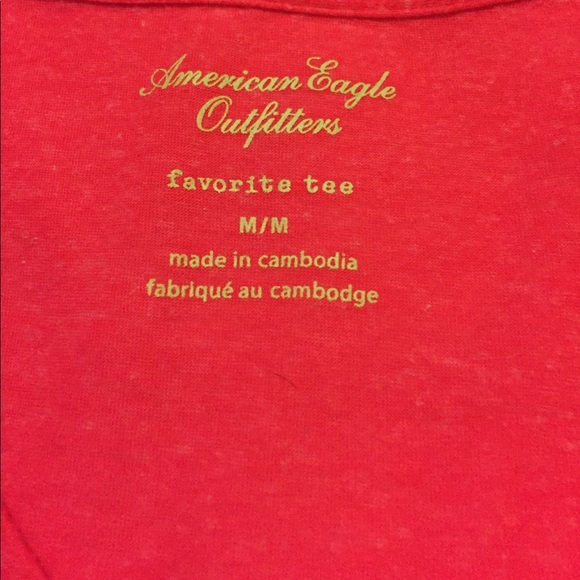 American Eagle
Outfitters
favorite tee
M/M
made in cambodia
fabriqué au cambodge